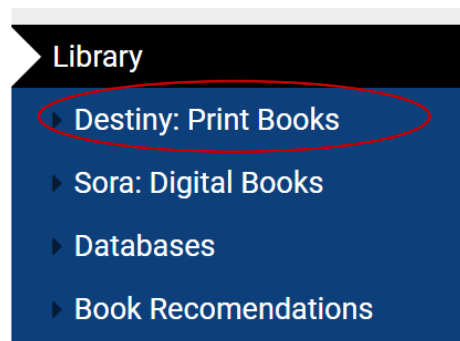 Library
Destiny: Print Books
Sora: Digital Books
Databases
Book Recomendations